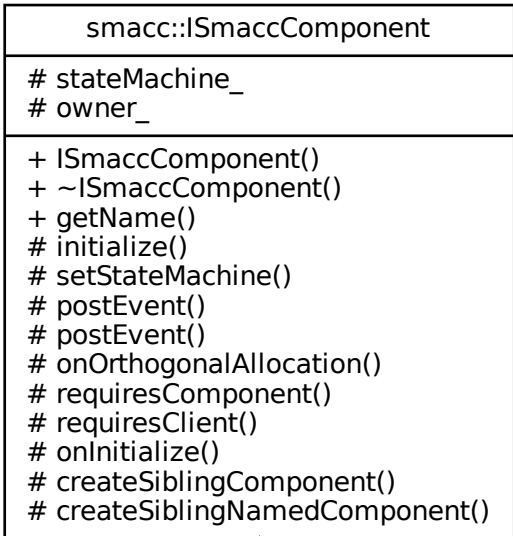 smacc::ISmaccComponent
# stateMachine_
# owner_
+ ISmaccComponent()
+ ~ISmaccComponent()
+ getName()
# initialize()
# setStateMachine()
# postEvent()
# postEvent()
# onOrthogonalAllocation()
# requiresComponent()
# requiresClient()
# onInitialize()
# createSiblingComponent()
# createSiblingNamedComponent()